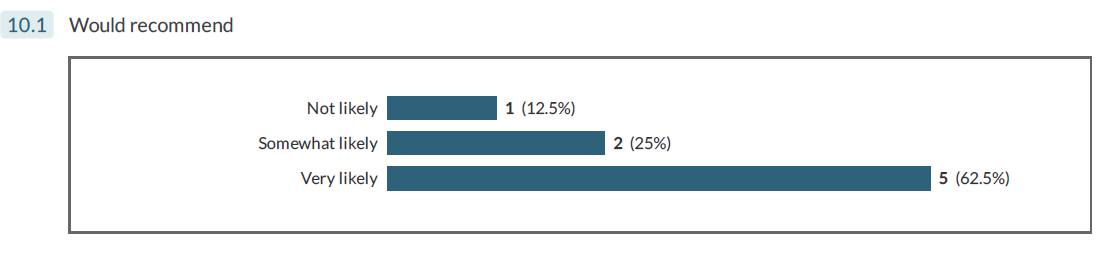 10.1 Would recommend
Not likely 1 (12.5%)
Somewhat likely 2 (25%)
Very likely 5 (62.5%)